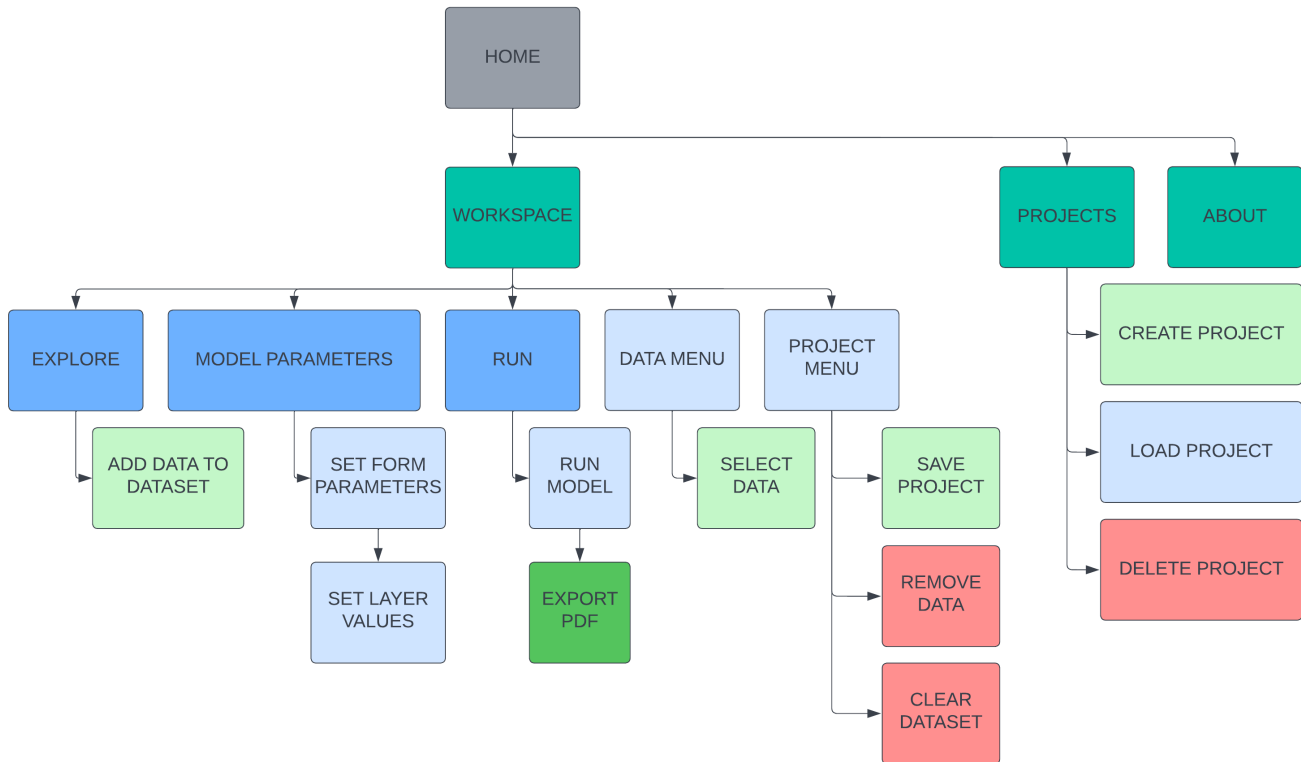 HOME
WORKSPACE
PROJECTS
ABOUT
EXPLORE
MODEL PARAMETERS
RUN
DATA MENU
PROJECT
MENU
CREATE PROJECT
LOAD PROJECT
DELETE PROJECT
ADD DATA TO
DATASET
SET FORM
PARAMETERS
RUN
MODEL
SELECT
DATA
SAVE
PROJECT
SET LAYER
VALUES
EXPORT
PDF
REMOVE
DATA
CLEAR
DATASET